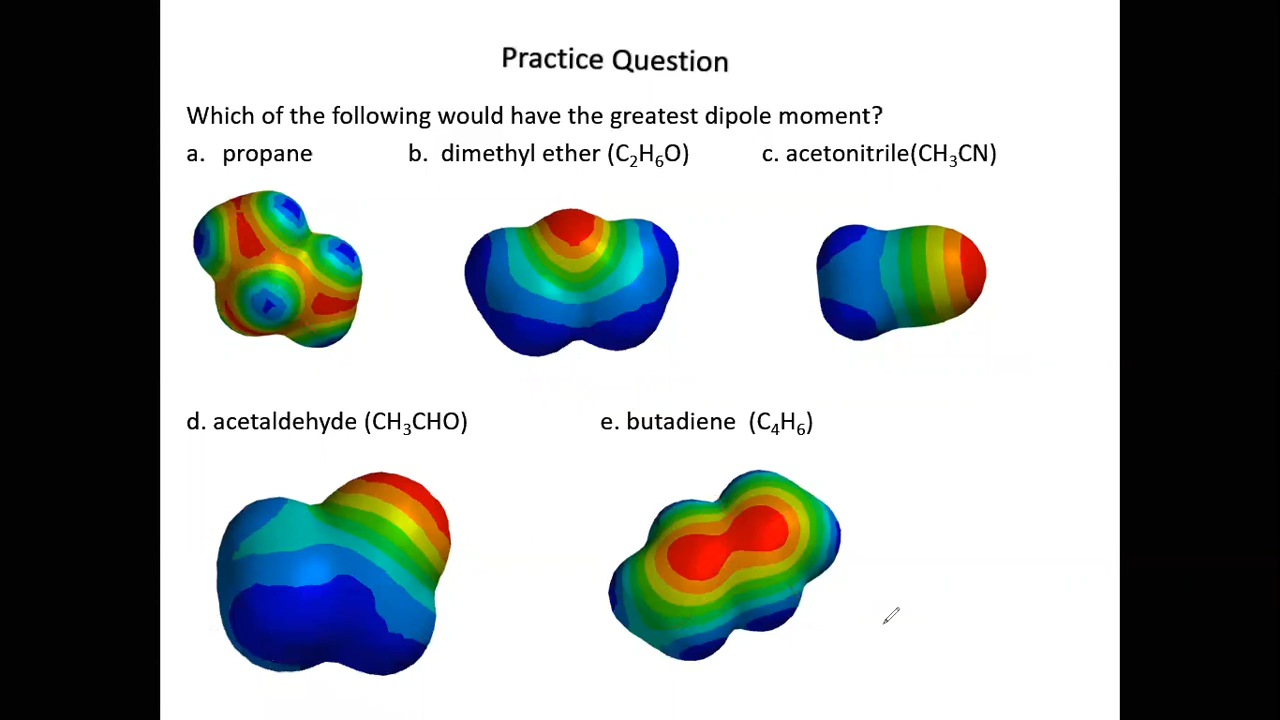 Practice Question
Which of the following would have the greatest dipole moment?
a. propane b. dimethyl ether (C₂H₆O) c. acetonitrile(CH₃CN)
d. acetaldehyde (CH₃CHO) e. butadiene (C₄H₆)